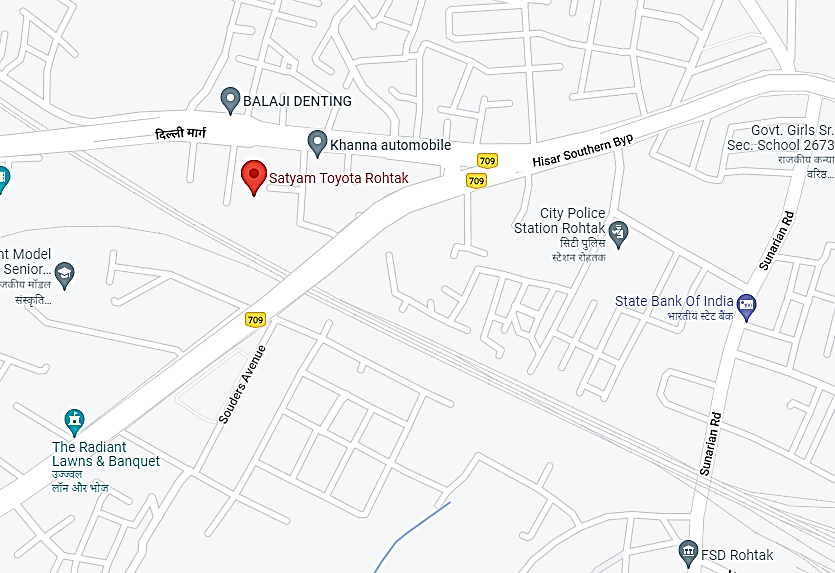 BALAJI DENTING
दिल्ली मार्ग
Khanna automobile
709
Hisar Southern Byp
Govt. Girls Sr.
Sec. School 2673
राजकीय कन्या
वरिष्ठ...
Satyam Toyota Rohtak
709
City Police
Station Rohtak
सिटी पुलिस
स्टेशन रोहतक
Sunarian Rd
nt Model
Senior...
जकीय मॉडल
संस्कृति...
State Bank Of India
भारतीय स्टेट बैंक
709
Souders Avenue
Sunarian Rd
The Radiant
Lawns & Banquet
उज्ज्वल
लॉन और भोज
FSD Rohtak